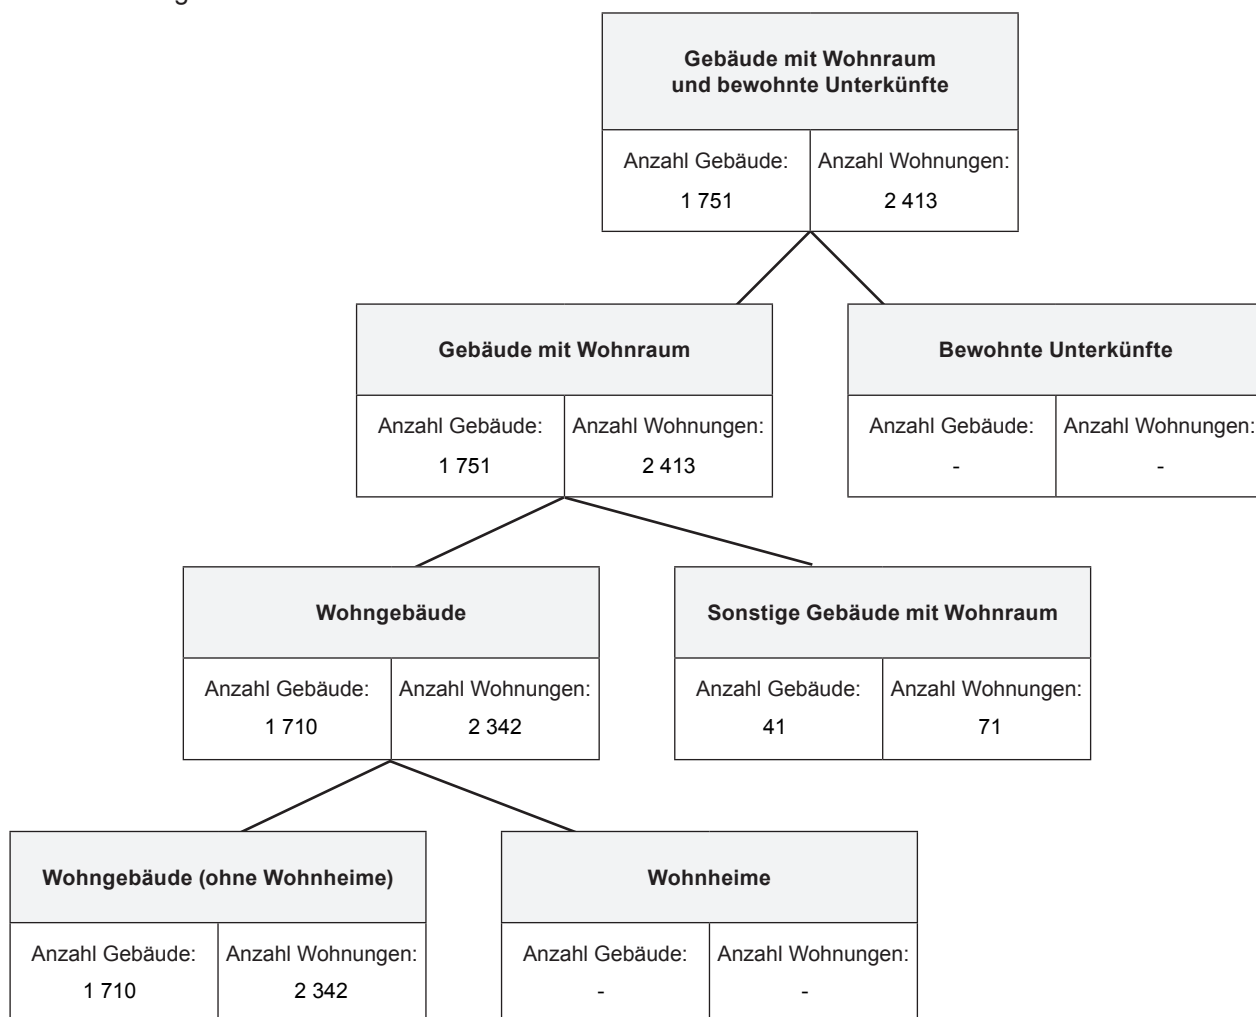 Gebäude mit Wohnraum
und bewohnte Unterkünfte
Anzahl Gebäude: Anzahl Wohnungen:
1 751 2 413
Gebäude mit Wohnraum Bewohnte Unterkünfte
Anzahl Gebäude: Anzahl Wohnungen: Anzahl Gebäude: Anzahl Wohnungen:
1 751 2 413 - -
Wohngebäude Sonstige Gebäude mit Wohnraum
Anzahl Gebäude: Anzahl Wohnungen: Anzahl Gebäude: Anzahl Wohnungen:
1 710 2 342 41 71
Wohngebäude (ohne Wohnheime) Wohnheime
Anzahl Gebäude: Anzahl Wohnungen: Anzahl Gebäude: Anzahl Wohnungen:
1 710 2 342 - -